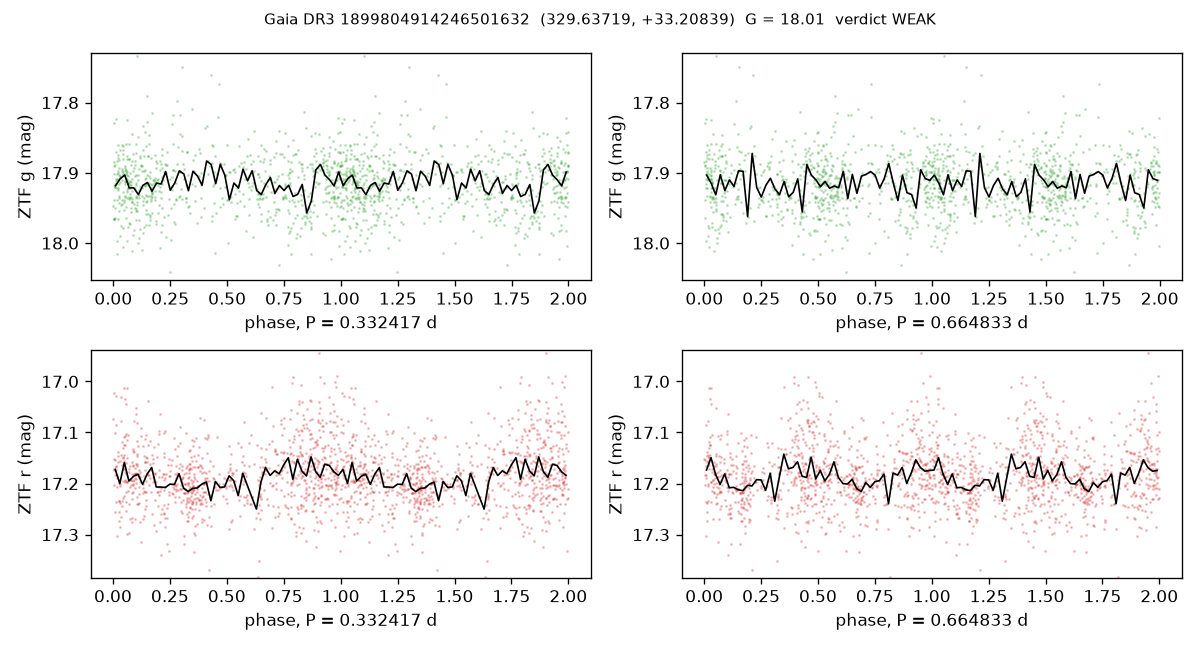 Gaia DR3 1899804914246501632 (329.63719, +33.20839) G = 18.01 verdict WEAK
ZTF g (mag)
17.8
17.9
18.0
0.00 0.25 0.50 0.75 1.00 1.25 1.50 1.75 2.00
phase, P = 0.332417 d
ZTF g (mag)
17.8
17.9
18.0
0.00 0.25 0.50 0.75 1.00 1.25 1.50 1.75 2.00
phase, P = 0.664833 d
ZTF r (mag)
17.0
17.1
17.2
17.3
0.00 0.25 0.50 0.75 1.00 1.25 1.50 1.75 2.00
phase, P = 0.332417 d
ZTF r (mag)
17.0
17.1
17.2
17.3
0.00 0.25 0.50 0.75 1.00 1.25 1.50 1.75 2.00
phase, P = 0.664833 d